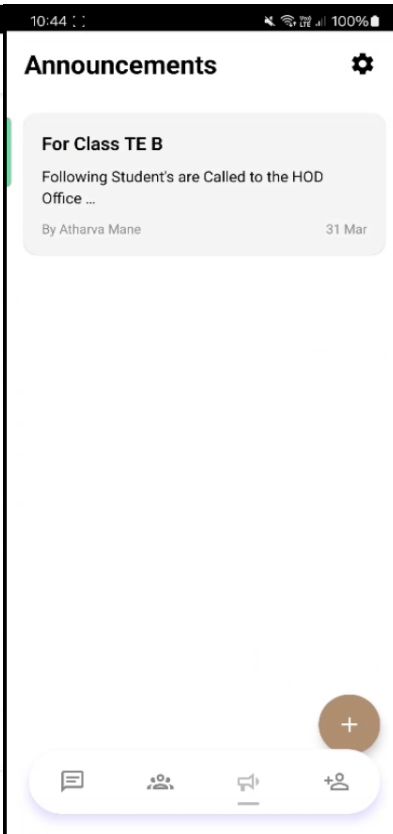 10:44 100%
Announcements
For Class TE B
Following Student's are Called to the HOD
Office ...
By Atharva Mane 31 Mar